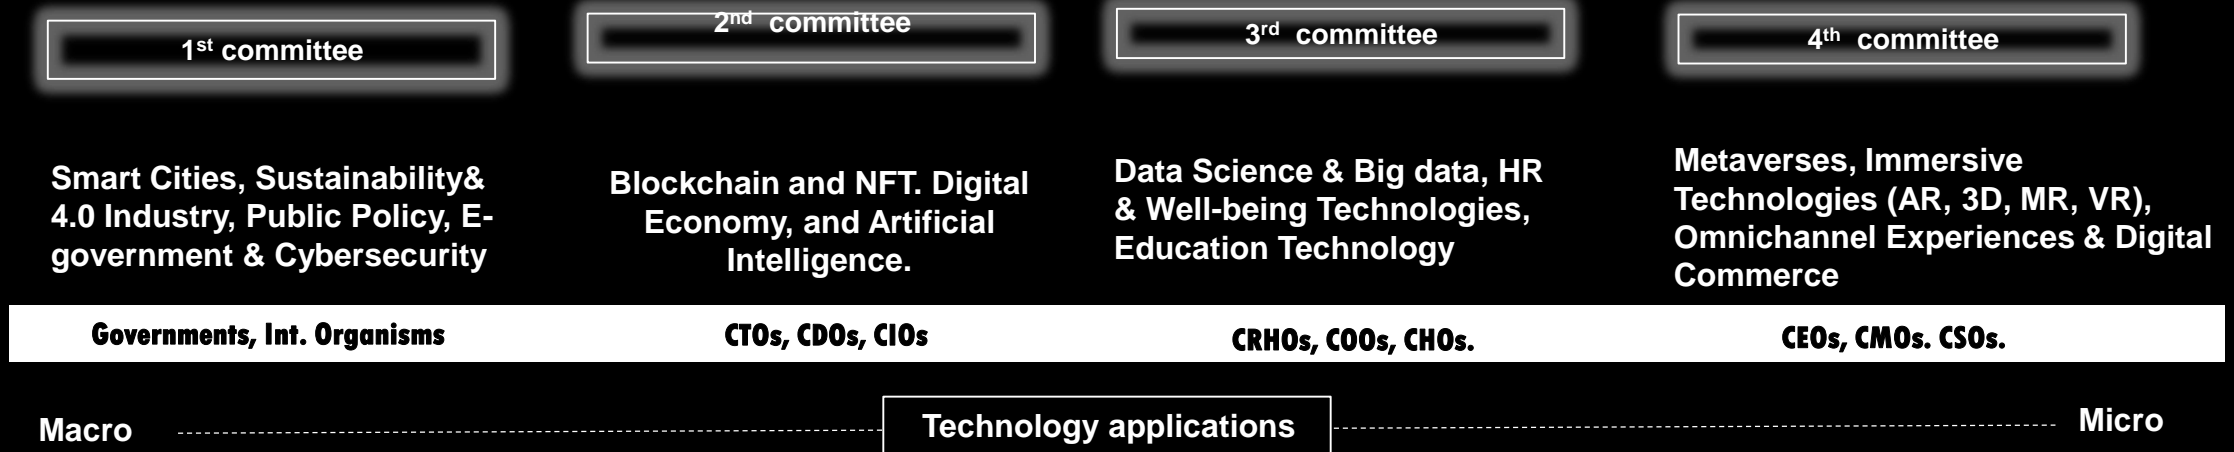 1st committee
2nd committee
3rd committee
4th committee
Smart Cities, Sustainability&
4.0 Industry, Public Policy, E-
government & Cybersecurity
Blockchain and NFT. Digital
Economy, and Artificial
Intelligence.
Data Science & Big data, HR
& Well-being Technologies,
Education Technology
Metaverses, Immersive
Technologies (AR, 3D, MR, VR),
Omnichannel Experiences & Digital
Commerce
Governments, Int. Organisms
CTOs, CDOs, CIOs
CRHOs, COOs, CHOs.
CEOs, CMOs. CSOs.
Macro
Technology applications
Micro